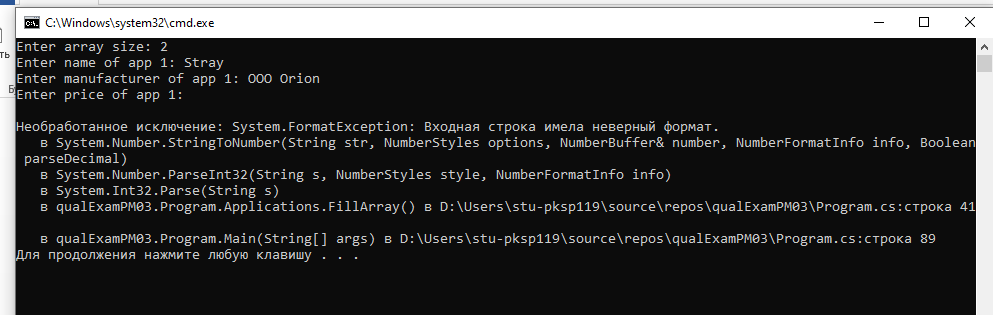 C:\Windows\system32\cmd.exe
Enter array size: 2
Enter name of app 1: Stray
Enter manufacturer of app 1: OOO Orion
Enter price of app 1:
Необработанное исключение: System.FormatException: Входная строка имела неверный формат.
в System.Number.StringToNumber(String str, NumberStyles options, NumberBuffer& number, NumberFormatInfo info, Boolean
parseDecimal)
в System.Number.ParseInt32(String s, NumberStyles style, NumberFormatInfo info)
в System.Int32.Parse(String s)
в qualExamPM03.Program.Applications.FillArray() в D:\Users\stu-pksp119\source\repos\qualExamPM03\Program.cs:строка 41
в qualExamPM03.Program.Main(String[] args) в D:\Users\stu-pksp119\source\repos\qualExamPM03\Program.cs:строка 89
Для продолжения нажмите любую клавишу . . .